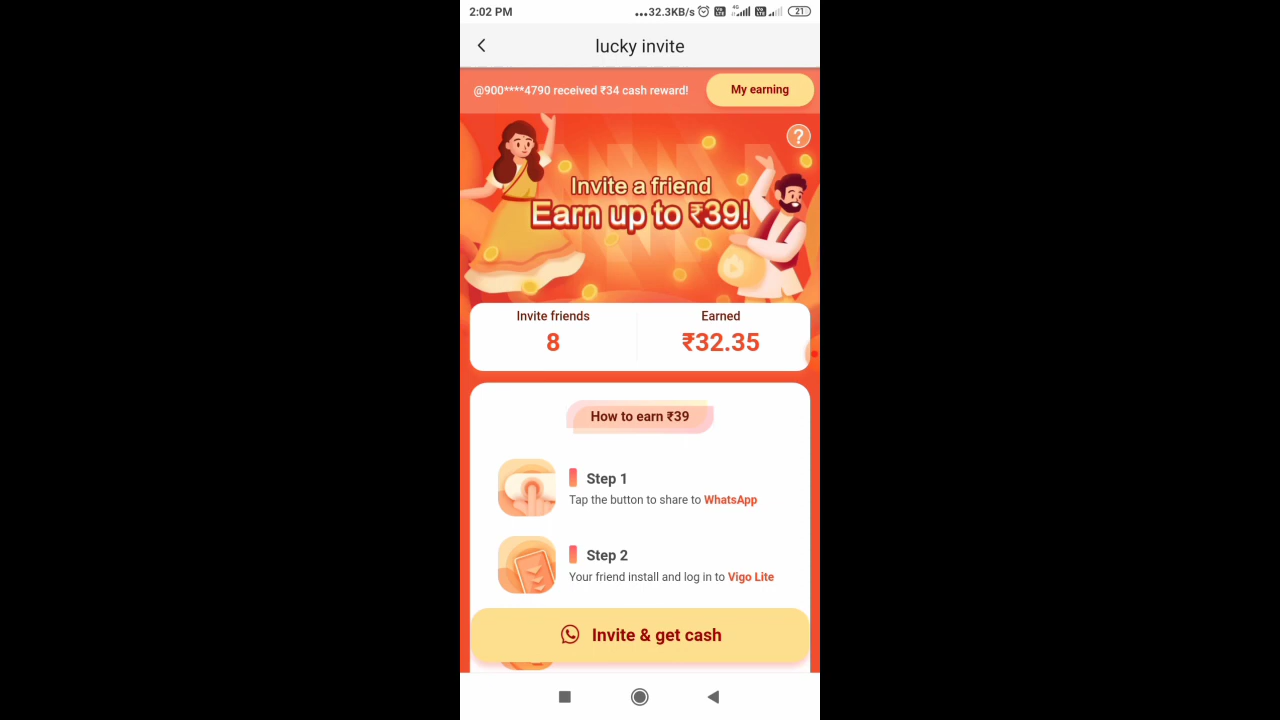 2:02 PM
...32.3KB/s 4G 21
lucky invite
@900****4790 received ₹34 cash reward!
My earning
?
Invite a friend
Earn up to ₹39!
Invite friends
Earned
8
₹32.35
How to earn ₹39
Step 1
Tap the button to share to WhatsApp
Step 2
Your friend install and log in to Vigo Lite
Invite & get cash